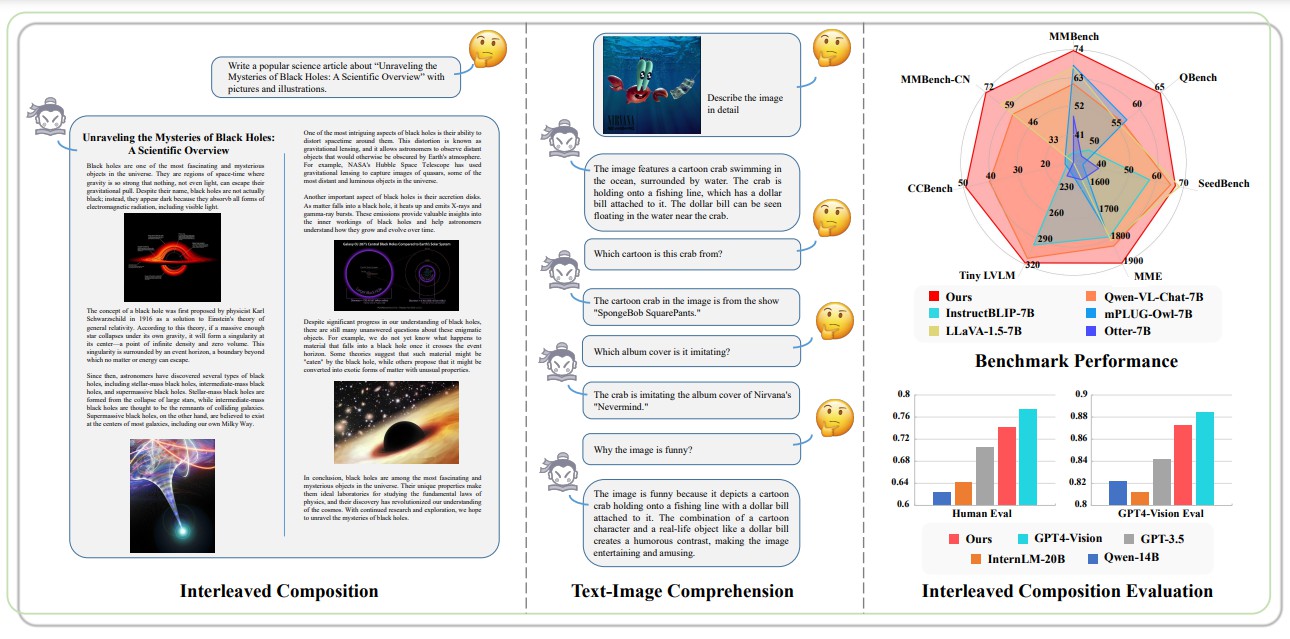 Write a popular science article about “Unraveling the
Mysteries of Black Holes: A Scientific Overview” with
pictures and illustrations.
Unraveling the Mysteries of Black Holes:
A Scientific Overview
Black holes are one of the most fascinating and mysterious
objects in the universe. They are regions of space-time where
gravity is so strong that nothing, not even light, can escape their
gravitational pull. Despite their name, black holes are not actually
black; instead, they appear dark because they absorb all forms of
electromagnetic radiation, including visible light.
The concept of a black hole was first proposed by physicist Karl
Schwarzschild in 1916 as a solution to Einstein's theory of
general relativity. According to this theory, if a massive enough
star collapses under its own gravity, it will form a singularity at
its center—a point of infinite density and zero volume. This
singularity is surrounded by an event horizon, a boundary beyond
which no matter or energy can escape.
Since then, astronomers have discovered several types of black
holes, including stellar-mass black holes, intermediate-mass black
holes, and supermassive black holes. Stellar-mass black holes are
formed from the collapse of large stars, while intermediate-mass
black holes are thought to be the remnants of colliding galaxies.
Supermassive black holes, on the other hand, are believed to exist
at the centers of most galaxies, including our own Milky Way.
One of the most intriguing aspects of black holes is their ability to
distort spacetime around them. This distortion is known as
gravitational lensing, and it allows astronomers to observe distant
objects that would otherwise be obscured by Earth's atmosphere.
For example, NASA's Hubble Space Telescope has used
gravitational lensing to capture images of quasars, some of the
most distant and luminous objects in the universe.
Another important aspect of black holes is their accretion disks.
As matter falls into a black hole, it heats up and emits X-rays and
gamma-ray bursts. These emissions provide valuable insights into
the inner workings of black holes and help astronomers
understand how they grow and evolve over time.
Despite significant progress in our understanding of black holes,
there are still many unanswered questions about these enigmatic
objects. For example, we do not yet know what happens to
material that falls into a black hole once it crosses the event
horizon. Some theories suggest that such material might be
"eaten" by the black hole, while others propose that it might be
converted into exotic forms of matter with unusual properties.
In conclusion, black holes are among the most fascinating and
mysterious objects in the universe. Their unique properties make
them ideal laboratories for studying the fundamental laws of
physics, and their discovery has revolutionized our understanding
of the cosmos. With continued research and exploration, we hope
to unravel the mysteries of black holes.
Interleaved Composition
Describe the image
in detail
The image features a cartoon crab swimming in
the ocean, surrounded by water. The crab is
holding onto a fishing line, which has a dollar
bill attached to it. The dollar bill can be seen
floating in the water near the crab.
Which cartoon is this crab from?
The cartoon crab in the image is from the show
"SpongeBob SquarePants."
Which album cover is it imitating?
The crab is imitating the album cover of Nirvana's
"Nevermind."
Why the image is funny?
The image is funny because it depicts a cartoon
crab holding onto a fishing line with a dollar bill
attached to it. The combination of a cartoon
character and a real-life object like a dollar bill
creates a humorous contrast, making the image
entertaining and amusing.
Text-Image Comprehension
MMBench
74
MMBench-CN
72
65
QBench
63
59
60
52
46
55
41
33
50
20
30
40
40
50
60
70
CCBench
50
SeedBench
230
1600
260
1700
290
1800
320
1900
Tiny LVLM
MME
Ours
Qwen-VL-Chat-7B
InstructBLIP-7B
mPLUG-Owl-7B
LLaVA-1.5-7B
Otter-7B
Benchmark Performance
0.8
0.76
0.72
0.68
0.64
0.6
Human Eval
0.9
0.88
0.86
0.84
0.82
0.8
GPT4-Vision Eval
Ours
GPT4-Vision
GPT-3.5
InternLM-20B
Qwen-14B
Interleaved Composition Evaluation